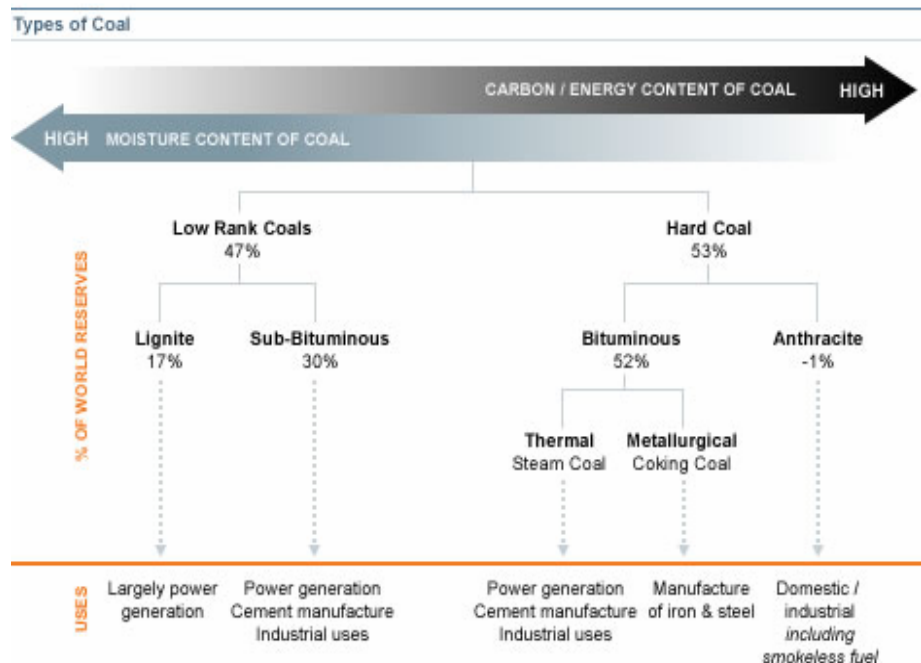 Types of Coal
CARBON / ENERGY CONTENT OF COAL HIGH
HIGH MOISTURE CONTENT OF COAL
% OF WORLD RESERVES
Low Rank Coals
47%
Hard Coal
53%
Lignite
17%
Sub-Bituminous
30%
Bituminous
52%
Anthracite
-1%
Thermal
Steam Coal
Metallurgical
Coking Coal
USES
Largely power
generation
Power generation
Cement manufacture
Industrial uses
Power generation
Cement manufacture
Industrial uses
Manufacture
of iron & steel
Domestic /
industrial
including
smokeless fuel